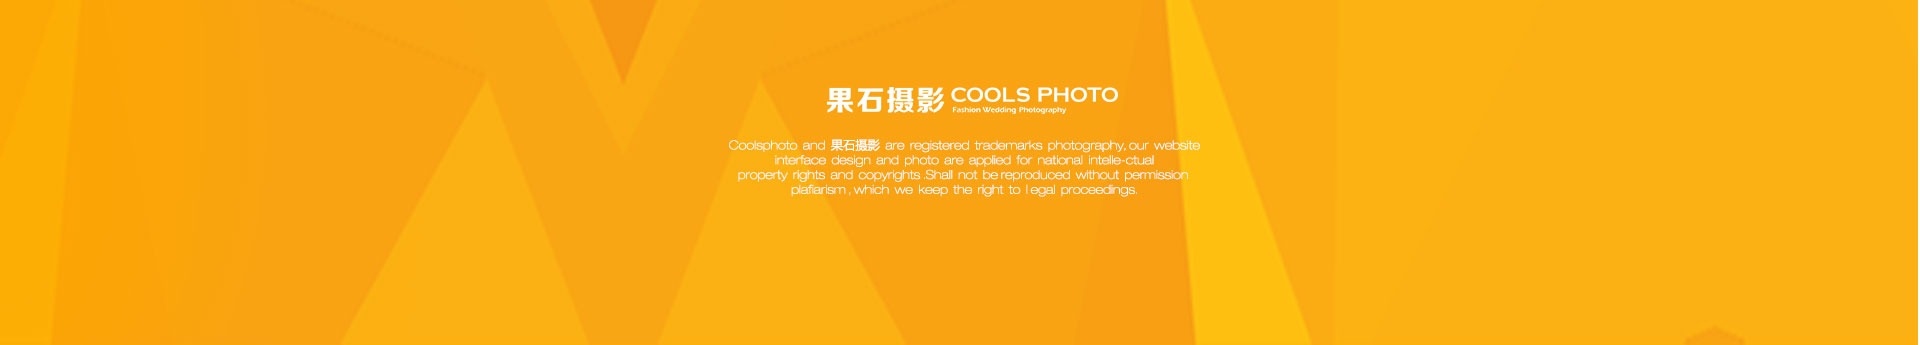 果石摄影 COOLS PHOTO
Fashion Wedding Photography
Coolsphoto and 果石摄影 are registered trademarks photography, our website
interface design and photo are applied for national intelle-ctual
property rights and copyrights .Shall not be reproduced without permission
plafiarism , which we keep the right to l egal proceedings.